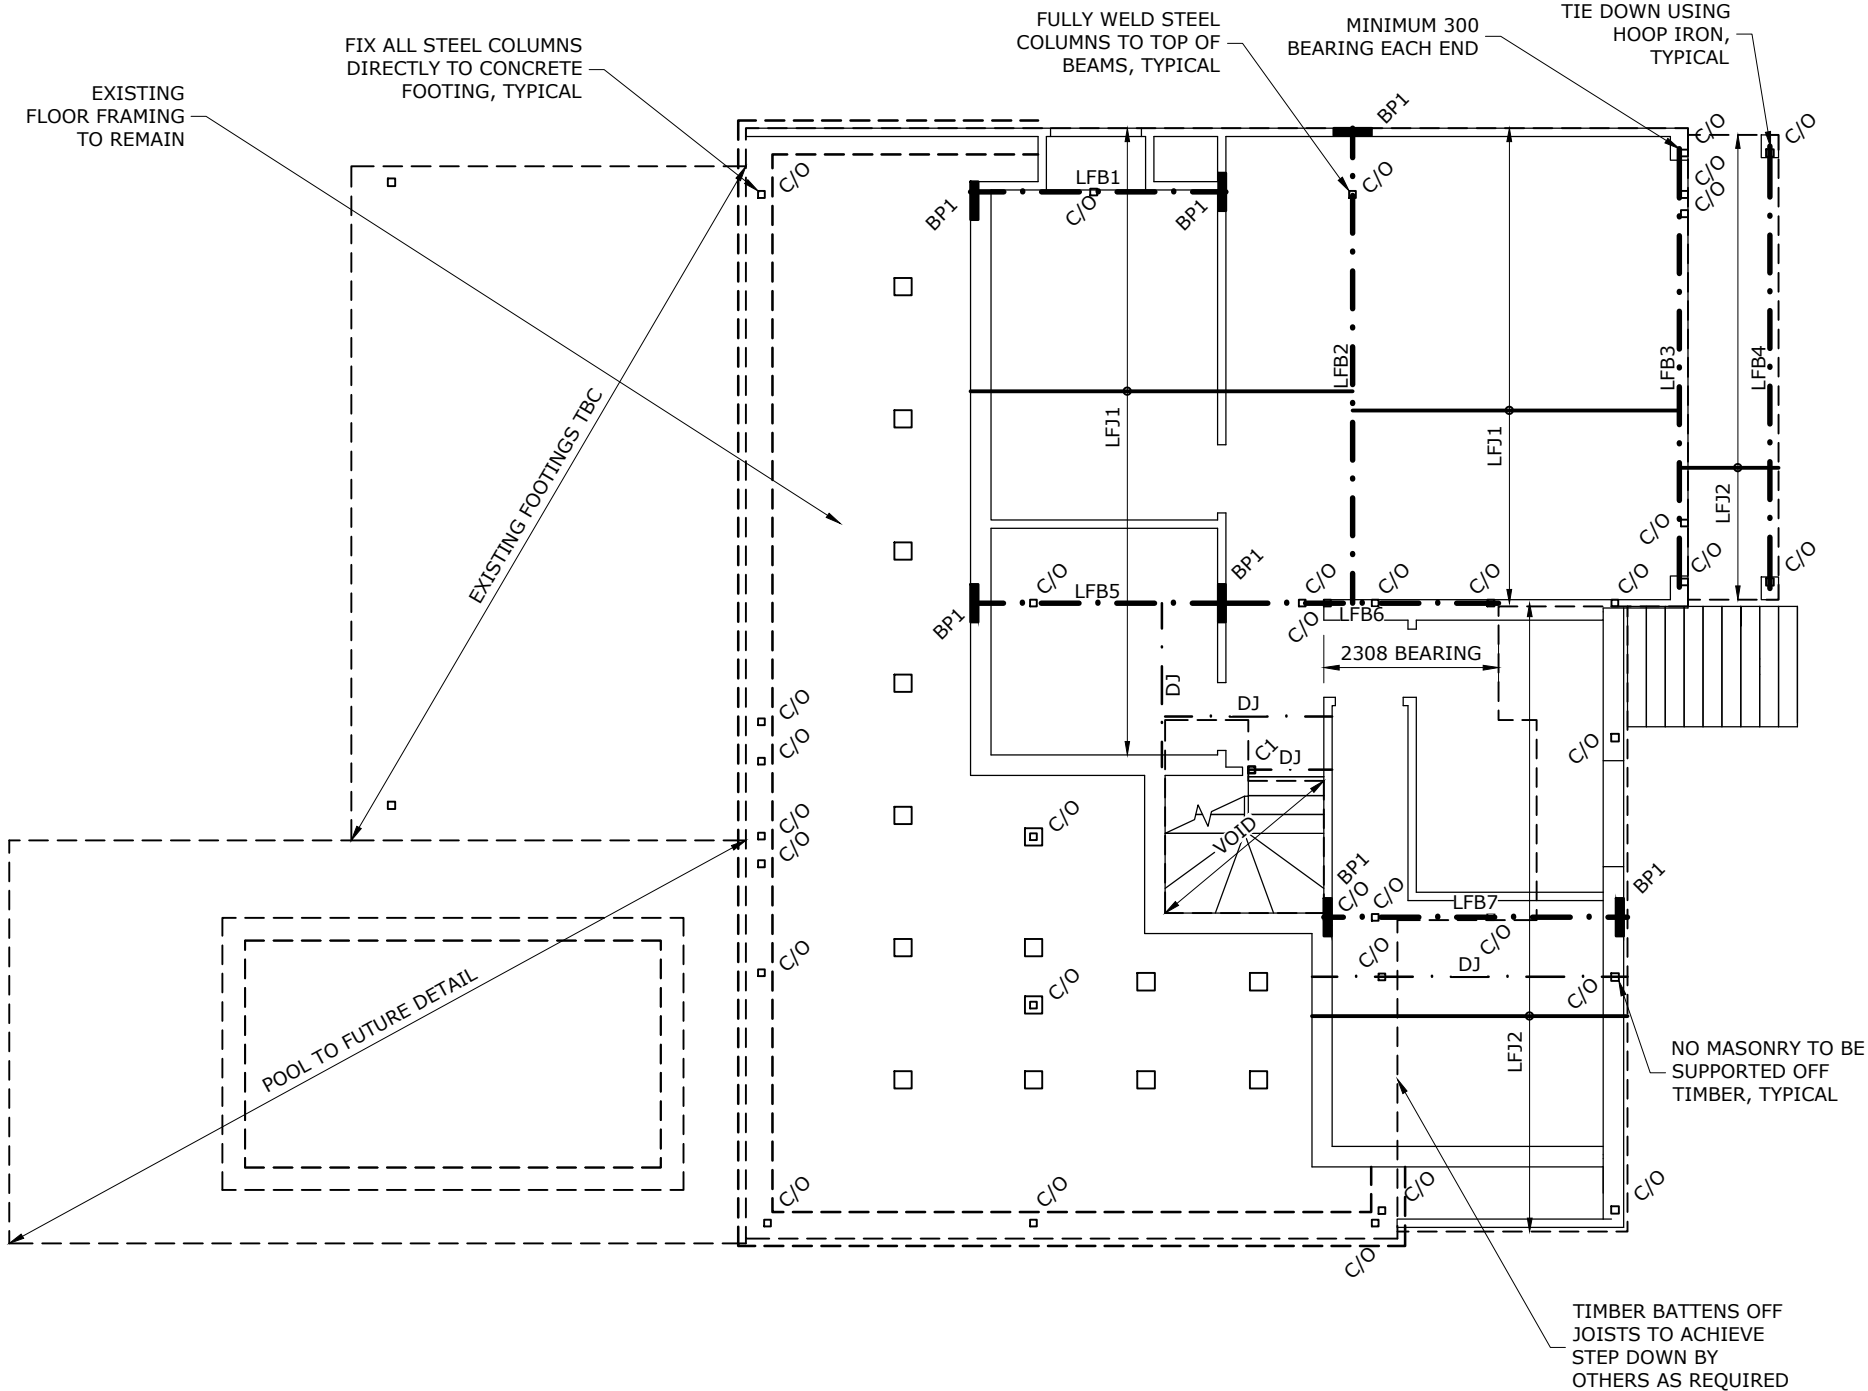 FULLY WELD STEEL
COLUMNS TO TOP OF
BEAMS, TYPICAL
MINIMUM 300
BEARING EACH END
TIE DOWN USING
HOOP IRON,
TYPICAL
FIX ALL STEEL COLUMNS
DIRECTLY TO CONCRETE
FOOTING, TYPICAL
EXISTING
FLOOR FRAMING
TO REMAIN
BP1
C/O
C/O
C/O
C/O
C/O
C/O
LFB1
C/O
BP1
BP1
C/O
LFB2
LFB3
LFB4
EXISTING FOOTINGS TBC
LFJ1
LFJ1
LFJ2
C/O
C/O
C/O
BP1
C/O
LFB5
BP1
C/O
C/O
C/O
C/O
LFB6
2308 BEARING
DJ
DJ
C/O
C/O
C1
DJ
C/O
C/O
C/O
C/O
VOID
BP1
C/O
C/O
LFB7
BP1
C/O
C/O
C/O
DJ
C/O
C/O
POOL TO FUTURE DETAIL
LFJ2
NO MASONRY TO BE
SUPPORTED OFF
TIMBER, TYPICAL
C/O
C/O
C/O
C/O
C/O
TIMBER BATTENS OFF
JOISTS TO ACHIEVE
STEP DOWN BY
OTHERS AS REQUIRED